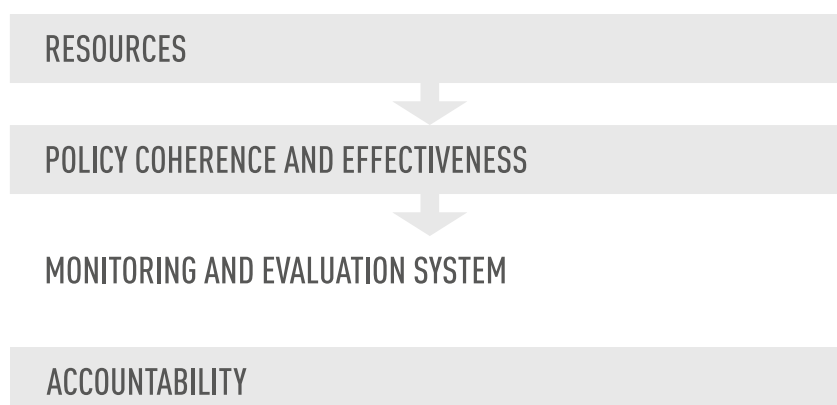 RESOURCES
POLICY COHERENCE AND EFFECTIVENESS
MONITORING AND EVALUATION SYSTEM
ACCOUNTABILITY